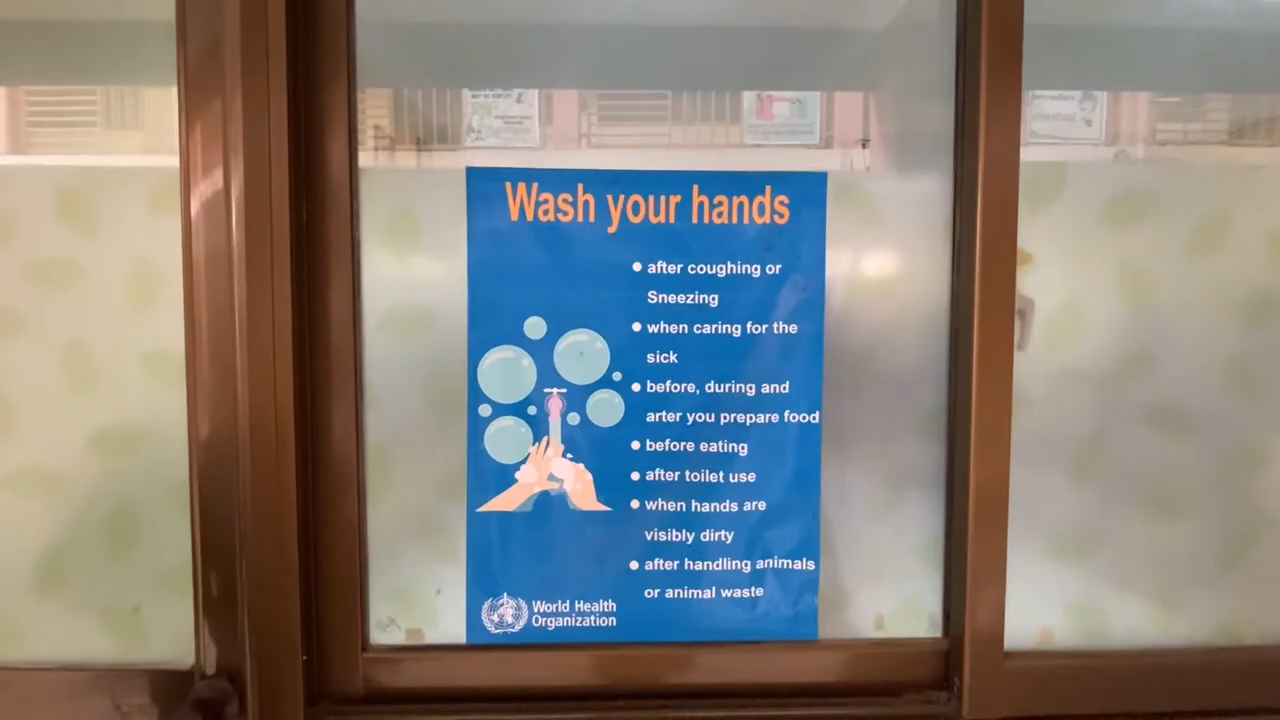 Wash your hands
● after coughing or
Sneezing
● when caring for the
sick
● before, during and
arter you prepare food
● before eating
● after toilet use
● when hands are
visibly dirty
● after handling animals
or animal waste
World Health
Organization